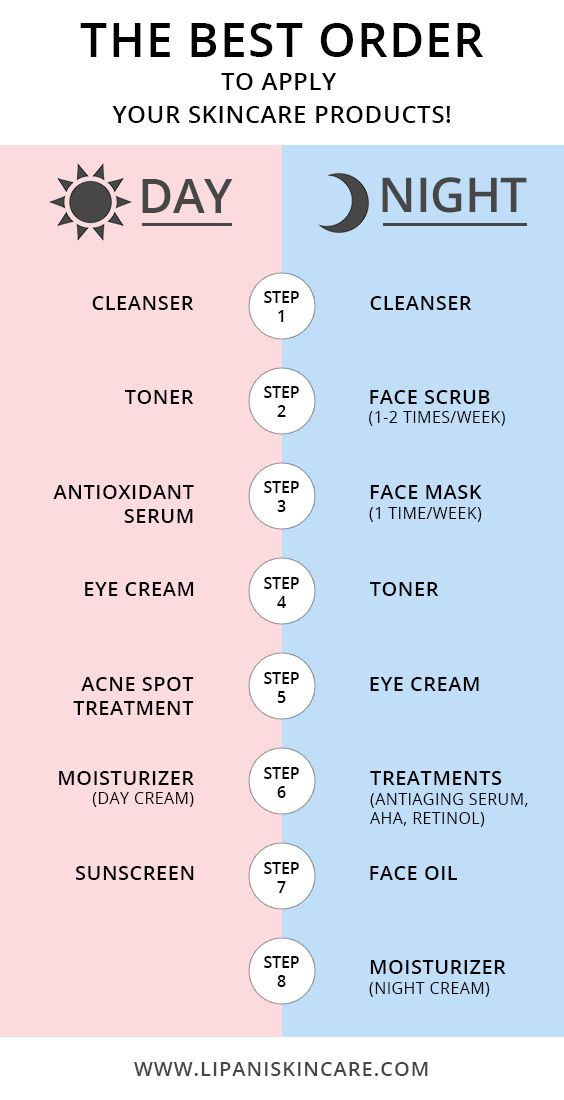 THE BEST ORDER
TO APPLY
YOUR SKINCARE PRODUCTS!
DAY
NIGHT
CLEANSER
STEP
1
CLEANSER
TONER
STEP
2
FACE SCRUB
(1-2 TIMES/WEEK)
ANTIOXIDANT
SERUM
STEP
3
FACE MASK
(1 TIME/WEEK)
EYE CREAM
STEP
4
TONER
ACNE SPOT
TREATMENT
STEP
5
EYE CREAM
MOISTURIZER
(DAY CREAM)
STEP
6
TREATMENTS
(ANTIAGING SERUM,
AHA, RETINOL)
SUNSCREEN
STEP
7
FACE OIL
STEP
8
MOISTURIZER
(NIGHT CREAM)
WWW.LIPANISKINCARE.COM